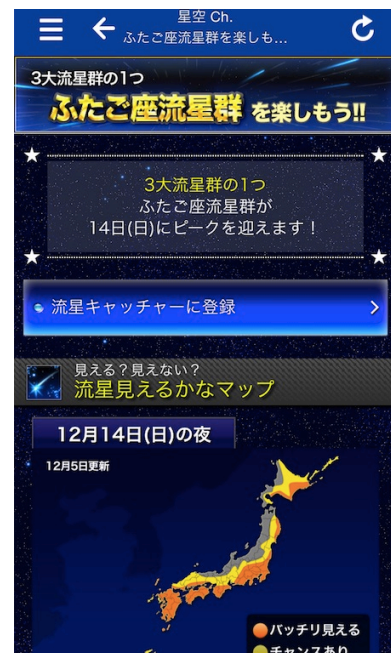 星空 Ch.
ふたご座流星群を楽しも...
3大流星群の1つ
ふたご座流星群 を楽しもう!!
3大流星群の1つ
ふたご座流星群が
14日(日)にピークを迎えます！
流星キャッチャーに登録
見える？見えない？
流星見えるかなマップ
12月14日(日)の夜
12月5日更新
バッチリ見える
チャンスあり